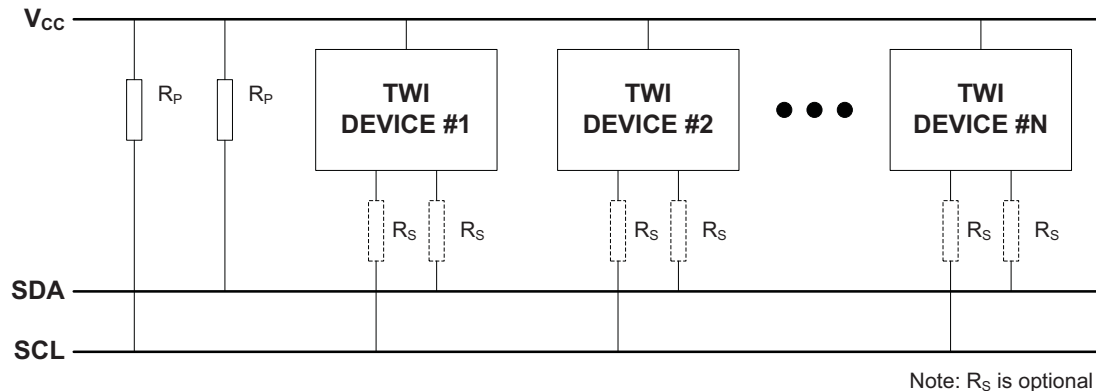 VCC
RP RP
TWI TWI TWI
DEVICE #1 DEVICE #2 DEVICE #N
RS RS RS RS RS RS
SDA
SCL
Note: RS is optional